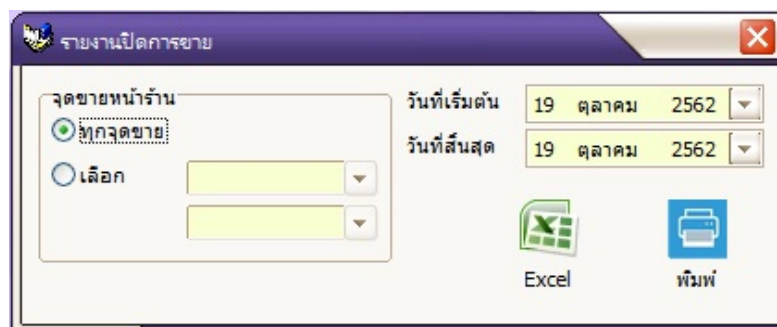 รายงานปิดการขาย
จุดขายหน้าร้าน
ทุกจุดขาย
เลือก
วันที่เริ่มต้น 19 ตุลาคม 2562
วันที่สิ้นสุด 19 ตุลาคม 2562
Excel พิมพ์